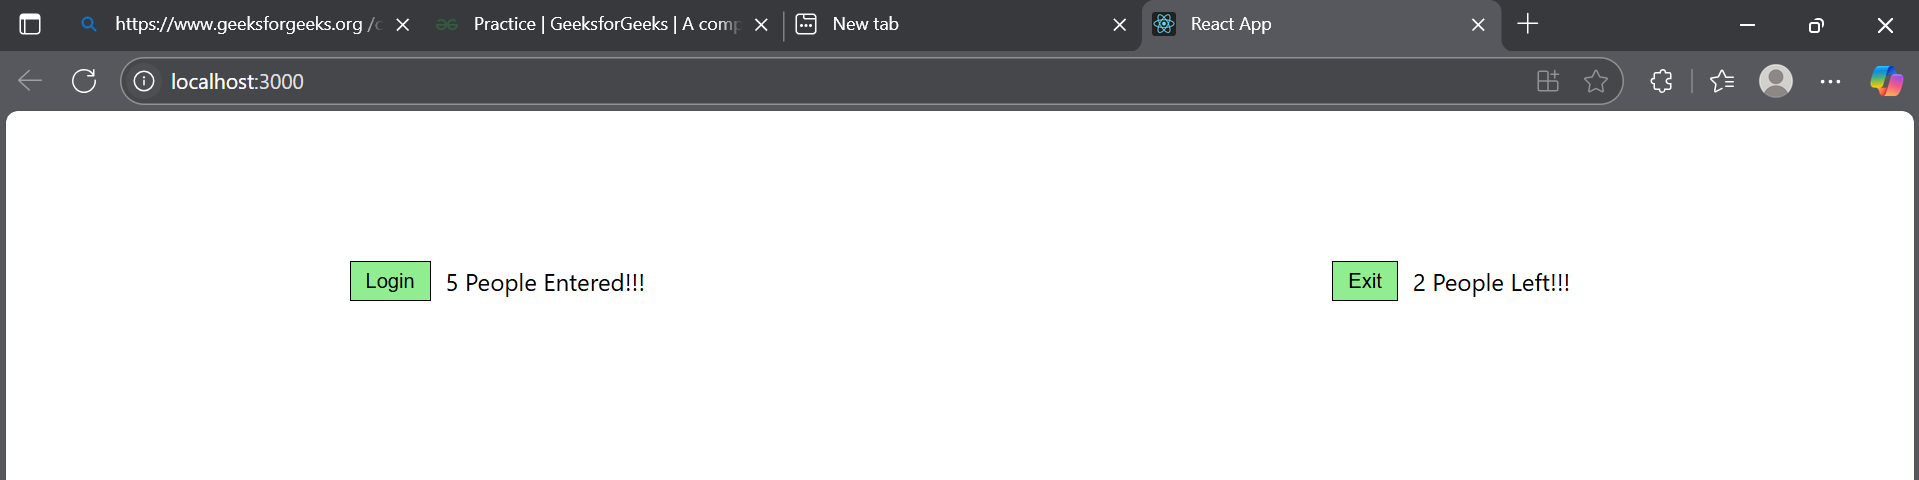 https://www.geeksforgeeks.org /c
Practice | GeeksforGeeks | A comp
New tab
React App
localhost:3000
Login 5 People Entered!!!
Exit 2 People Left!!!